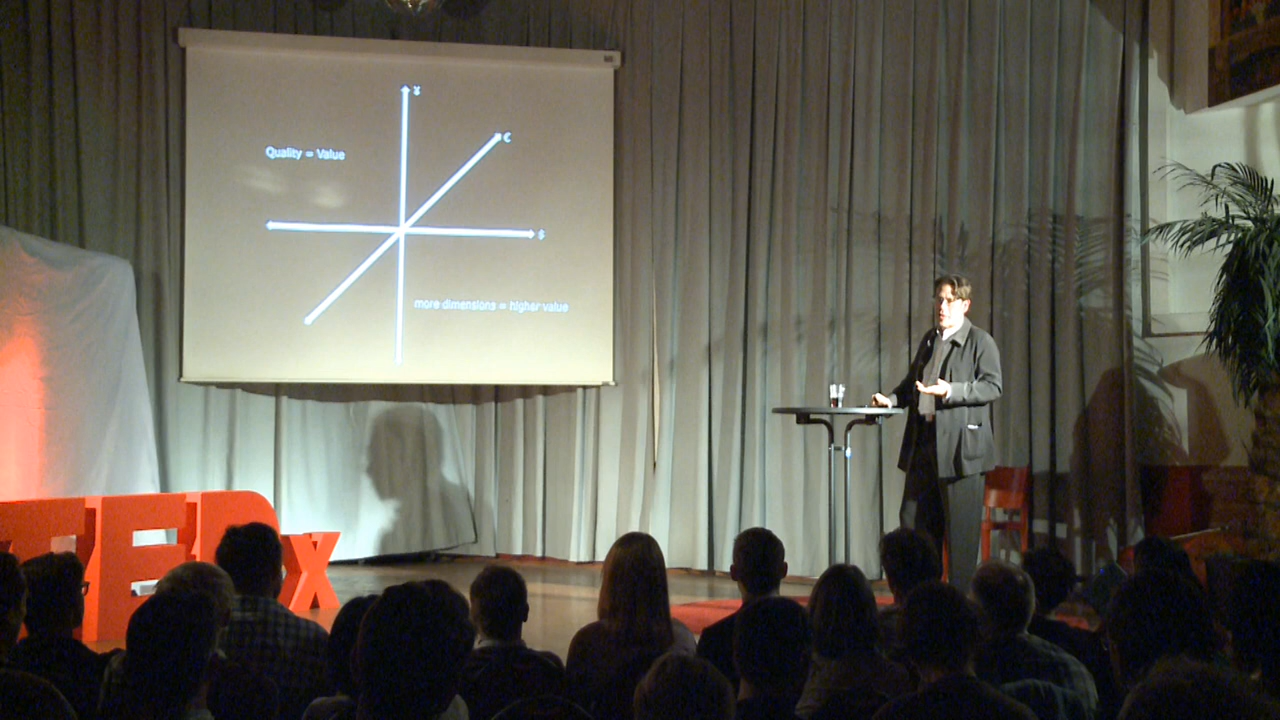 ¥
€
Quality = Value
$
more dimensions = higher value
TEDx